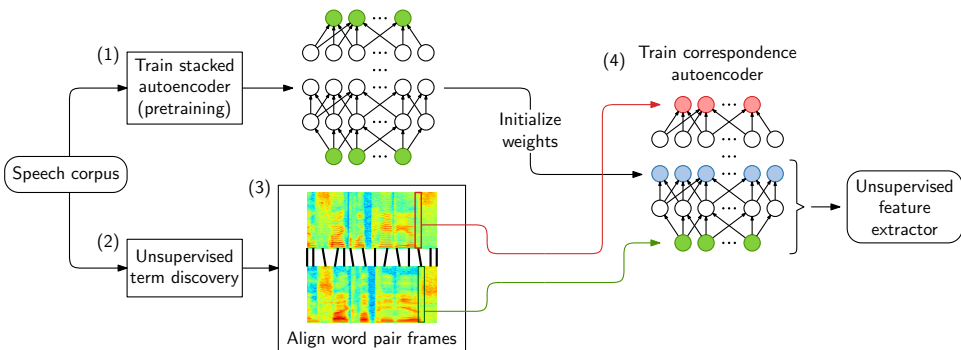 (1)
Train stacked
autoencoder
(pretraining)
Speech corpus
(2)
Unsupervised
term discovery
(3)
Align word pair frames
Initialize
weights
(4)
Train correspondence
autoencoder
Unsupervised
feature
extractor